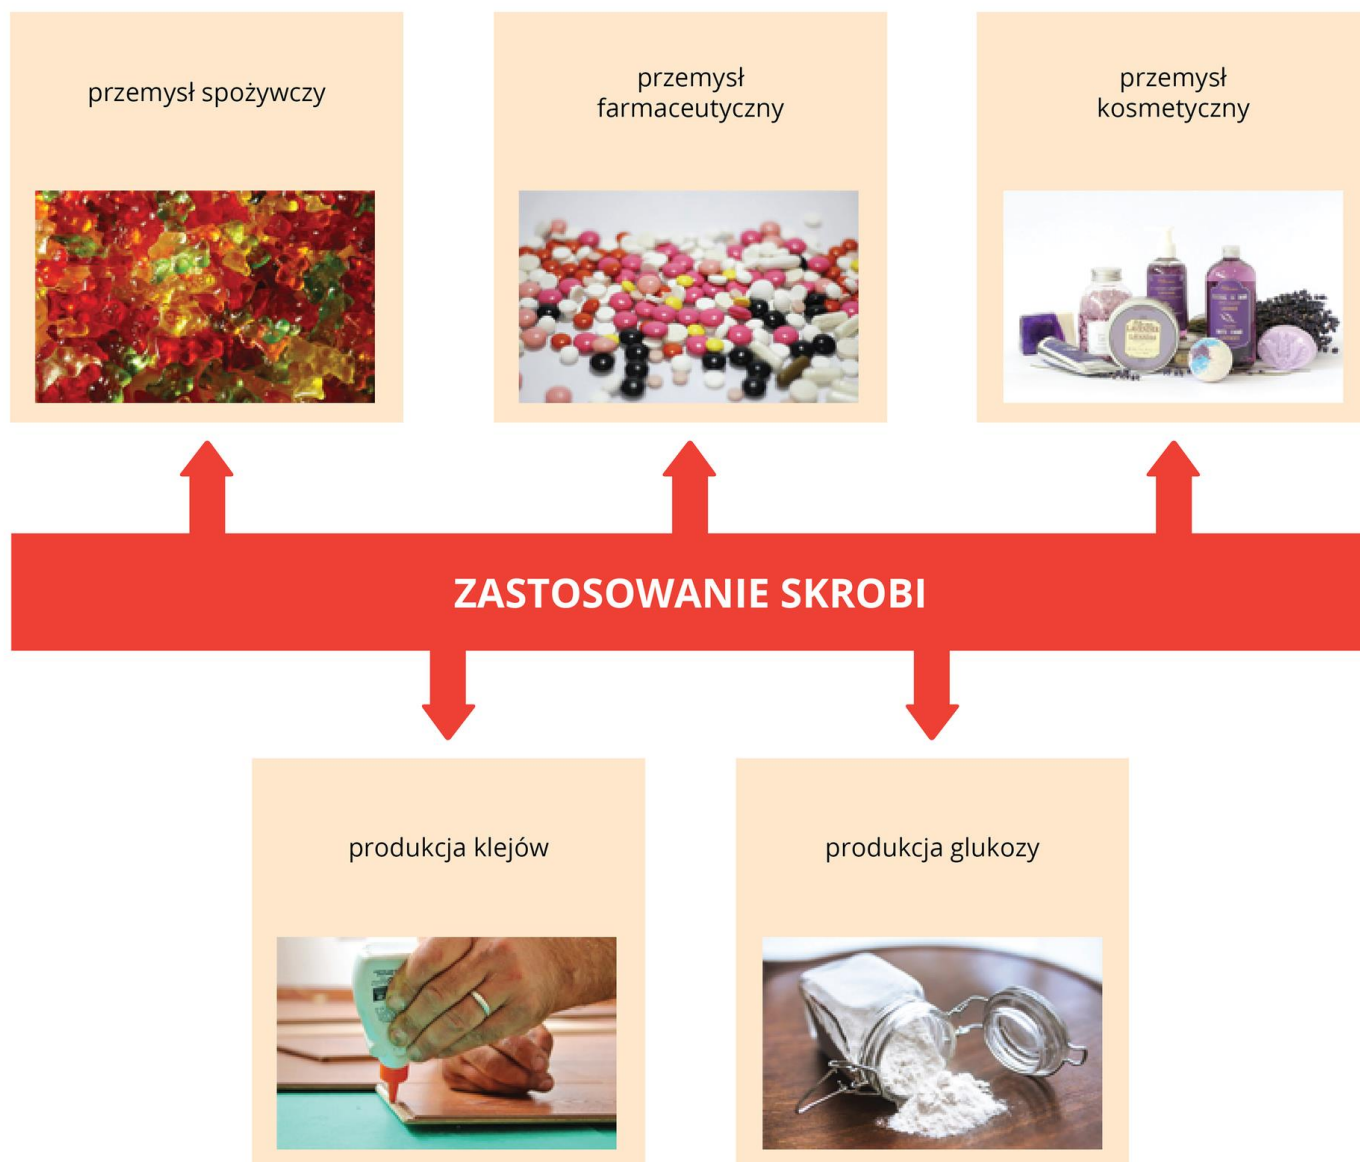 przemysł spożywczy
przemysł
farmaceutyczny
przemysł
kosmetyczny
ZASTOSOWANIE SKROBI
produkcja klejów
produkcja glukozy